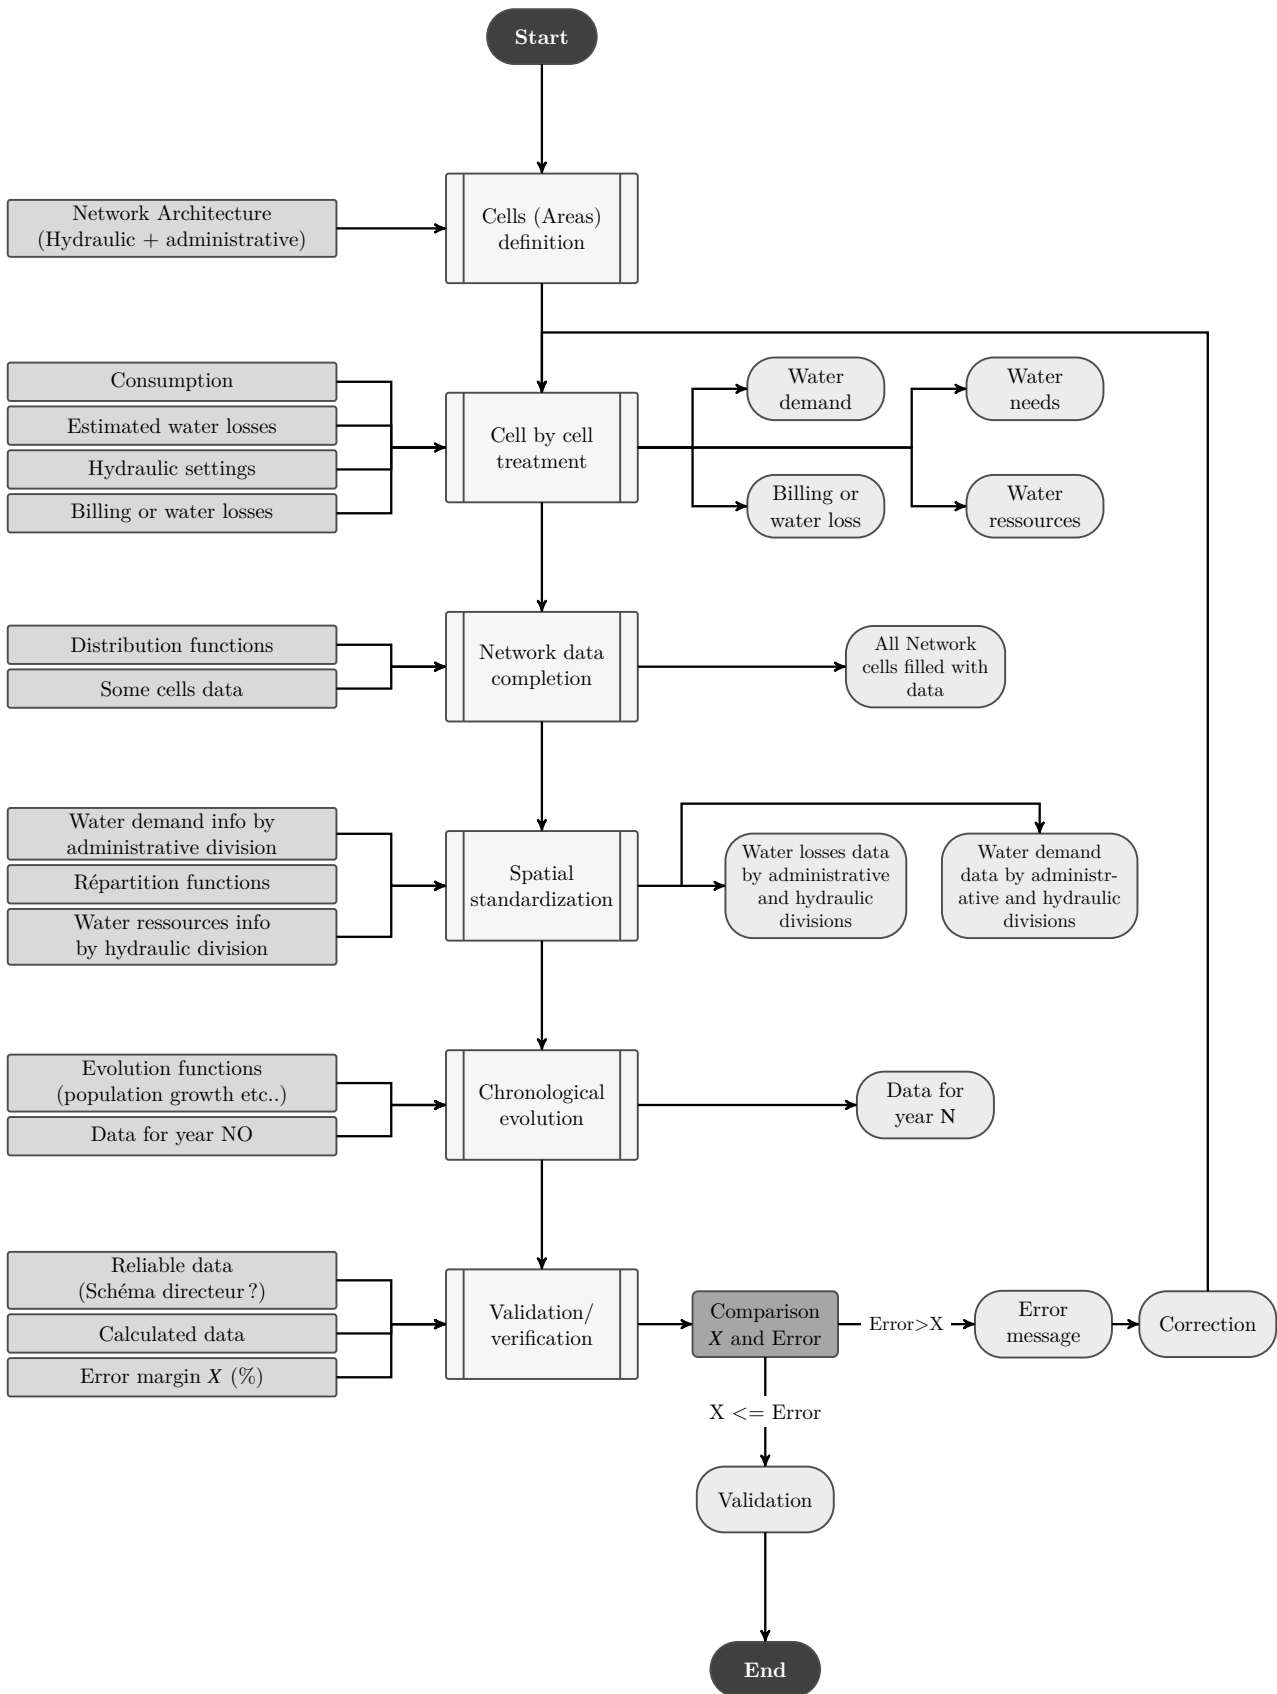 Start
Network Architecture
(Hydraulic + administrative)
Cells (Areas)
definition
Consumption
Estimated water losses
Hydraulic settings
Billing or water losses
Cell by cell
treatment
Water
demand
Water
needs
Billing or
water loss
Water
ressources
Distribution functions
Some cells data
Network data
completion
All Network
cells filled with
data
Water demand info by
administrative division
Répartition functions
Water ressources info
by hydraulic division
Spatial
standardization
Water losses data
by administrative
and hydraulic
divisions
Water demand
data by administr-
ative and hydraulic
divisions
Evolution functions
(population growth etc..)
Data for year NO
Chronological
evolution
Data for
year N
Reliable data
(Schéma directeur ?)
Calculated data
Error margin X (%)
Validation/
verification
Comparison
X and Error
Error>X
Error
message
Correction
X <= Error
Validation
End